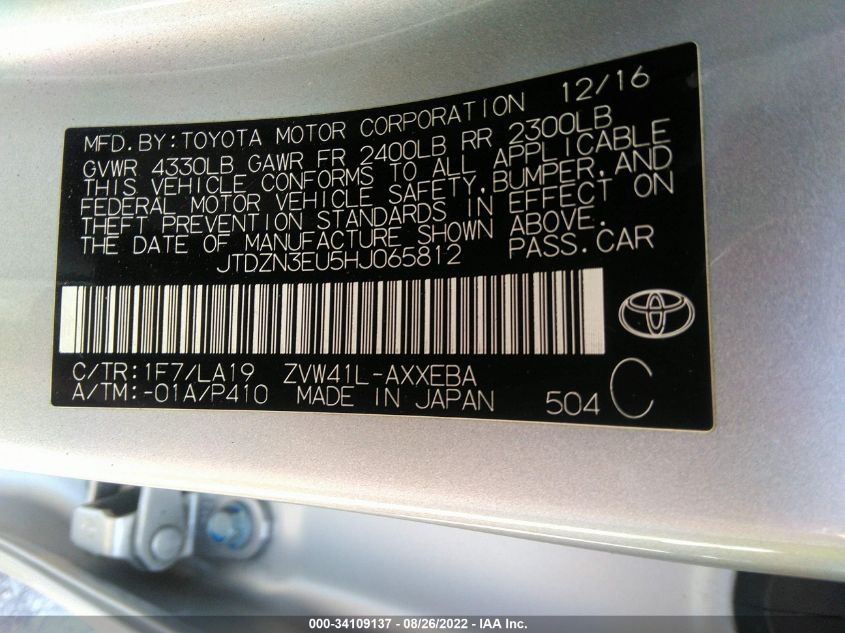 MFD.BY:TOYOTA MOTOR CORPORATION 12/16
GVWR 4330LB GAWR FR 2400LB RR 2300LB
THIS VEHICLE CONFORMS TO ALL APPLICABLE
FEDERAL MOTOR VEHICLE SAFETY,BUMPER,AND
THEFT PREVENTION STANDARDS IN EFFECT ON
THE DATE OF MANUFACTURE SHOWN ABOVE.
JTDZN3EU5HJ065812 PASS.CAR
C/TR:1F7/LA19 ZVW41L-AXXEBA
A/TM:-01A/P410 MADE IN JAPAN 504 C
000-34109137 - 08/26/2022 - IAA Inc.